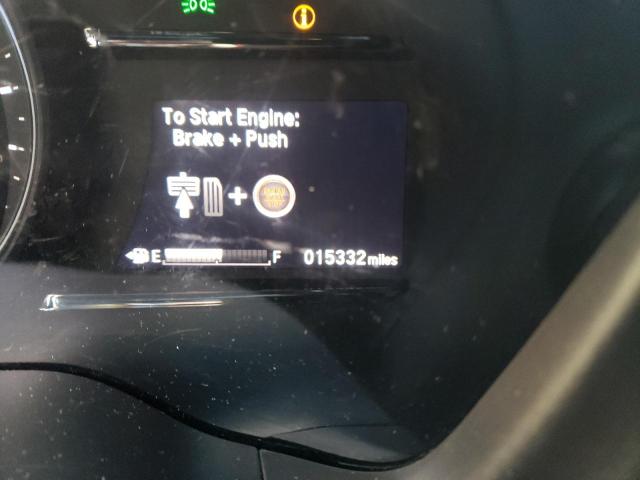 To Start Engine:
Brake + Push
+
E F 015332 miles